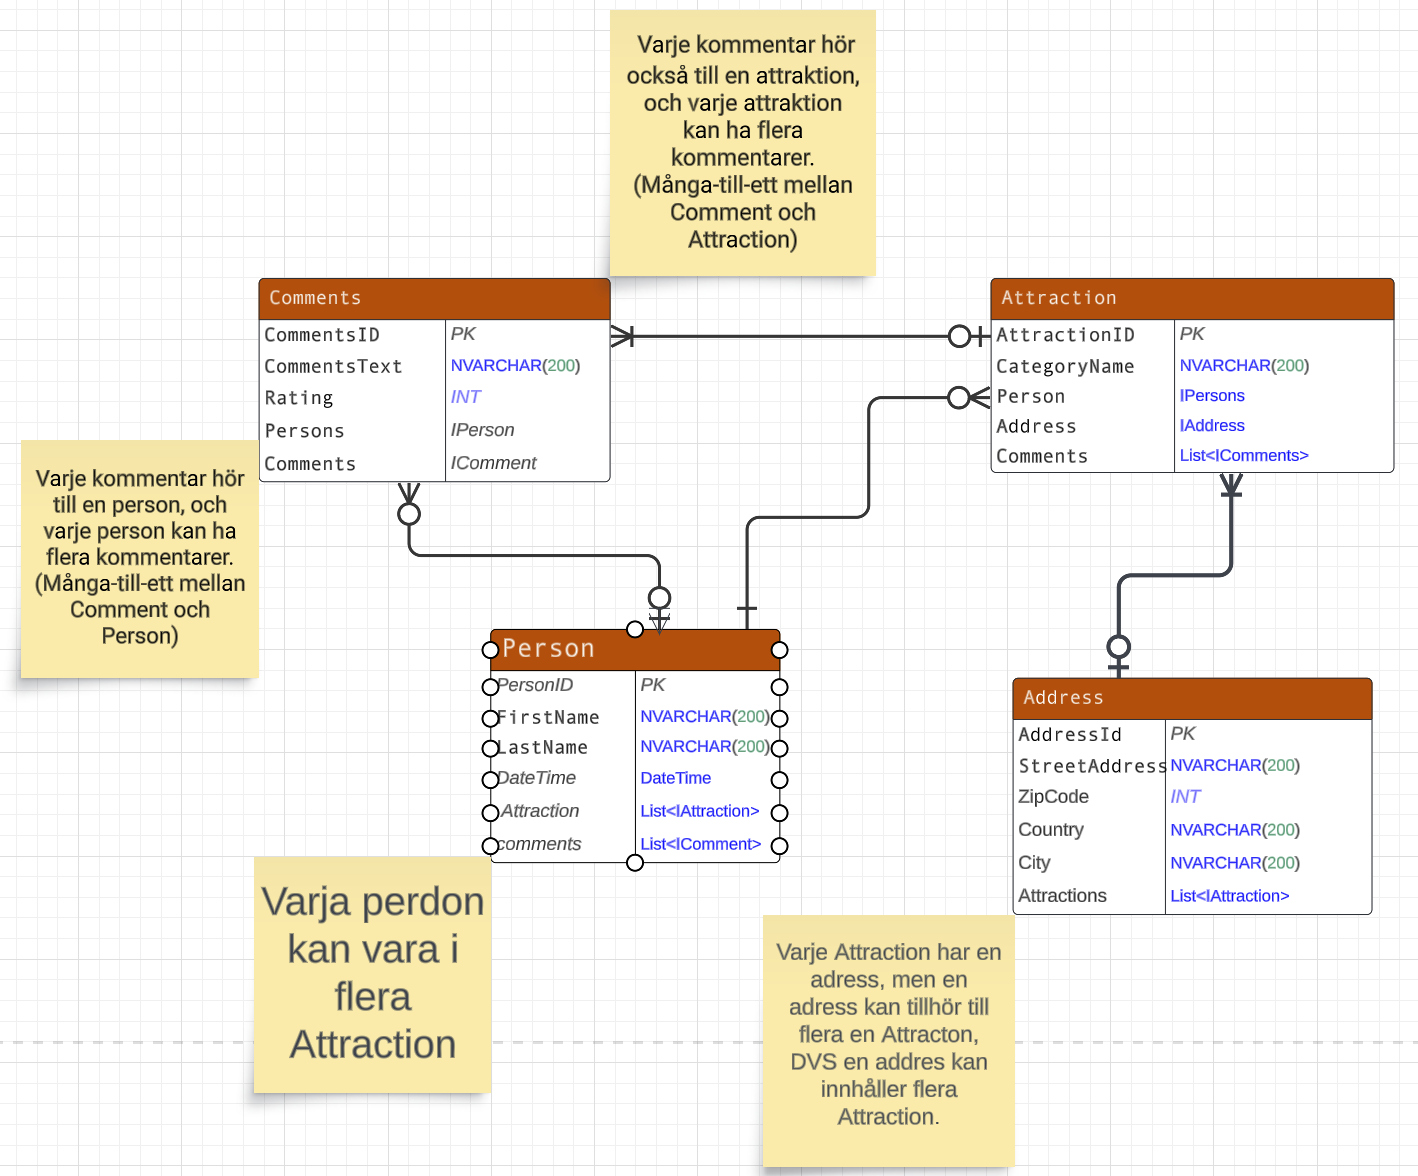 Varje kommentar hör
också till en attraktion,
och varje attraktion
kan ha flera
kommentarer.
(Många-till-ett mellan
Comment och
Attraction)
Comments
CommentsID PK
CommentsText NVARCHAR(200)
Rating INT
Persons IPerson
Comments IComment
Attraction
AttractionID PK
CategoryName NVARCHAR(200)
Person IPersons
Address IAddress
Comments List<IComments>
Varje kommentar hör
till en person, och
varje person kan ha
flera kommentarer.
(Många-till-ett mellan
Comment och
Person)
Person
PersonID PK
FirstName NVARCHAR(200)
LastName NVARCHAR(200)
DateTime DateTime
Attraction List<IAttraction>
comments List<IComment>
Address
AddressId PK
StreetAddress NVARCHAR(200)
ZipCode INT
Country NVARCHAR(200)
City NVARCHAR(200)
Attractions List<IAttraction>
Varja perdon
kan vara i
flera
Attraction
Varje Attraction har en
adress, men en
adress kan tillhör till
flera en Attracton,
DVS en addres kan
innhåller flera
Attraction.